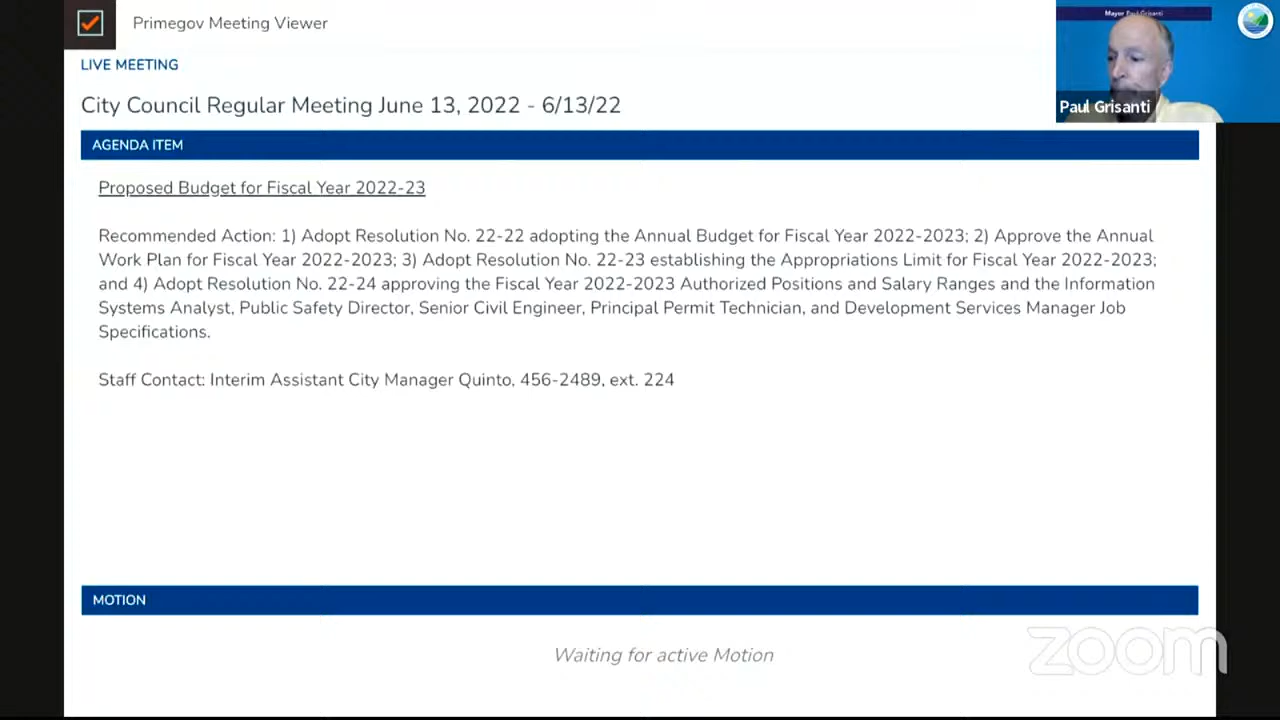 Primegov Meeting Viewer
Mayor Paul Grisanti
LIVE MEETING
City Council Regular Meeting June 13, 2022 - 6/13/22
Paul Grisanti
AGENDA ITEM
Proposed Budget for Fiscal Year 2022-23
Recommended Action: 1) Adopt Resolution No. 22-22 adopting the Annual Budget for Fiscal Year 2022-2023; 2) Approve the Annual
Work Plan for Fiscal Year 2022-2023; 3) Adopt Resolution No. 22-23 establishing the Appropriations Limit for Fiscal Year 2022-2023;
and 4) Adopt Resolution No. 22-24 approving the Fiscal Year 2022-2023 Authorized Positions and Salary Ranges and the Information
Systems Analyst, Public Safety Director, Senior Civil Engineer, Principal Permit Technician, and Development Services Manager Job
Specifications.
Staff Contact: Interim Assistant City Manager Quinto, 456-2489, ext. 224
MOTION
Waiting for active Motion
zoom